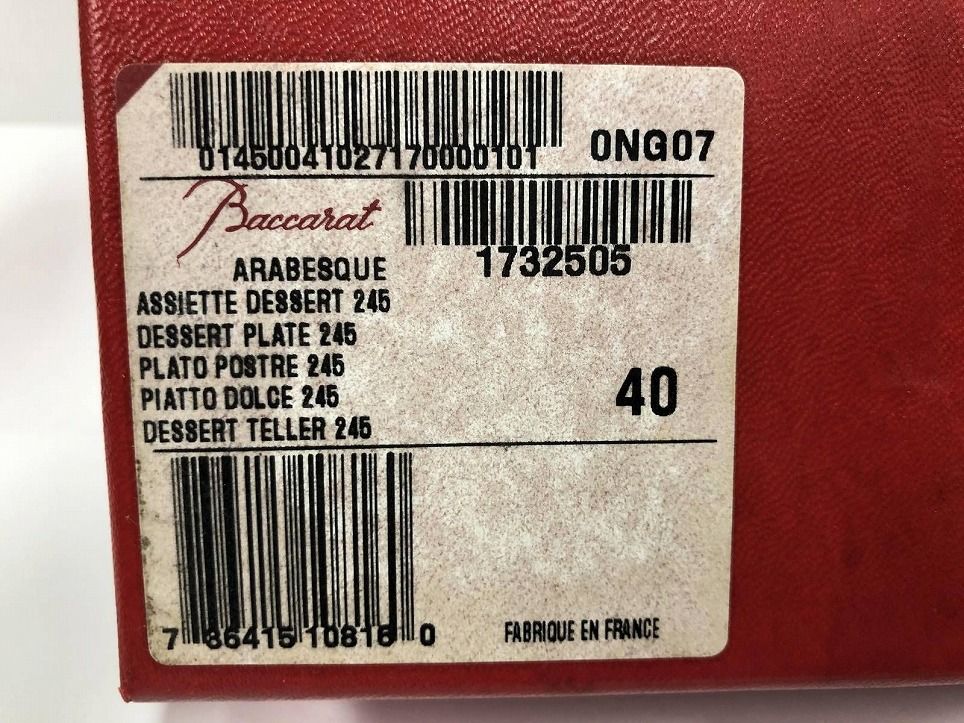 01450041027170000101 0NG07
Baccarat
1732505
ARABESQUE
ASSIETTE DESSERT 245
DESSERT PLATE 245
PLATO POSTRE 245
PIATTO DOLCE 245
DESSERT TELLER 245
40
7 36415 10816 0
FABRIQUE EN FRANCE